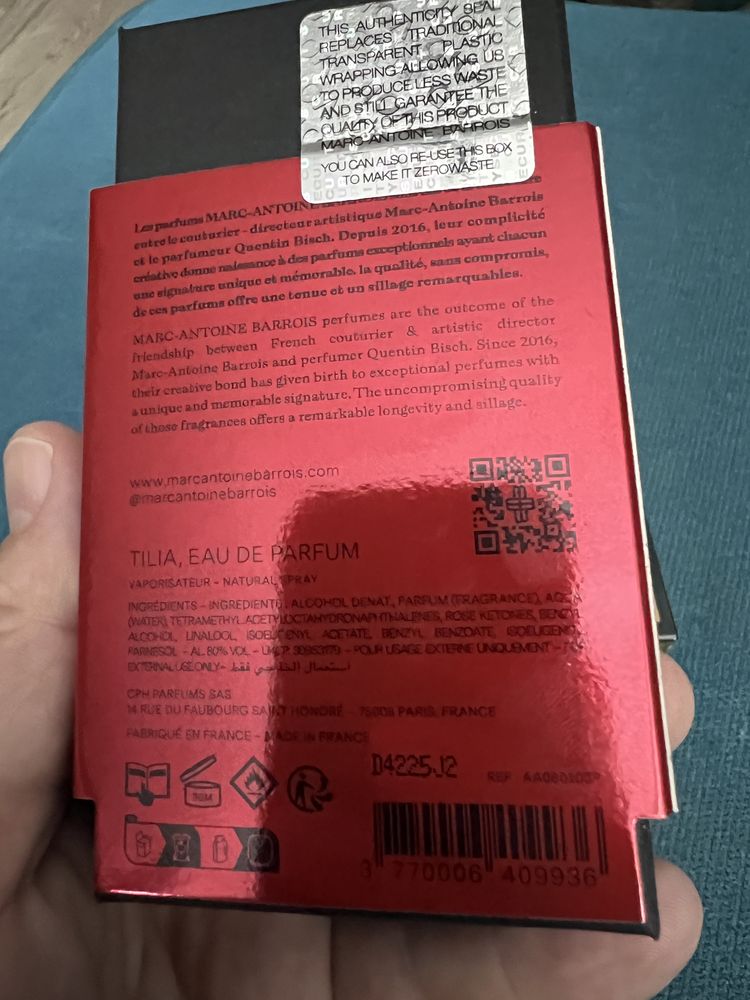 THIS AUTHENTICITY SEAL
REPLACES TRADITIONAL
TRANSPARENT PLASTIC
WRAPPING ALLOWING US
TO PRODUCE LESS WASTE
AND STILL GARANTEE THE
QUALITY OF THIS PRODUCT
MARC-ANTOINE BARROIS
YOU CAN ALSO RE-USE THIS BOX
TO MAKE IT ZEROWASTE
Les parfums MARC-ANTOINE
entre le couturier - directeur artistique Marc-Antoine Barrois
et le parfumeur Quentin Bisch. Depuis 2016, leur complicité
créative donne naissance à des parfums exceptionnels ayant chacun
une signature unique et mémorable. la qualité, sans compromis,
de ces parfums offre une tenue et un sillage remarquables.
MARC-ANTOINE BARROIS perfumes are the outcome of the
friendship between French couturier & artistic director
Marc-Antoine Barrois and perfumer Quentin Bisch. Since 2016,
their creative bond has given birth to exceptional perfumes with
a unique and memorable signature. The uncompromising quality
of those fragrances offers a remarkable longevity and sillage.
www.marcantoinebarrois.com
@marcantoinebarrois
TILIA, EAU DE PARFUM
VAPORISATEUR - NATURAL SPRAY
INGRÉDIENTS - INGREDIENTS: ALCOHOL DENAT, PARFUM (FRAGRANCE), AQUA
(WATER), TETRAMETHYL ACETYLOCTAHYDRONAPHTHALENES, ROSE KETONES, BENZYL
ALCOHOL, LINALOOL, ISOEUGENYL ACETATE, BENZYL BENZOATE, ISOEUGENOL,
FARNESOL - AL. 80% VOL - POUR USAGE EXTERNE UNIQUEMENT - FOR
EXTERNAL USE ONLY - استعمال الخارجي فقط
CPH PARFUMS SAS
14 RUE DU FAUBOURG SAINT HONORÉ - 75008 PARIS, FRANCE
FABRIQUÉ EN FRANCE - MADE IN FRANCE
36M
D4225J2
REF
3 770006 409936